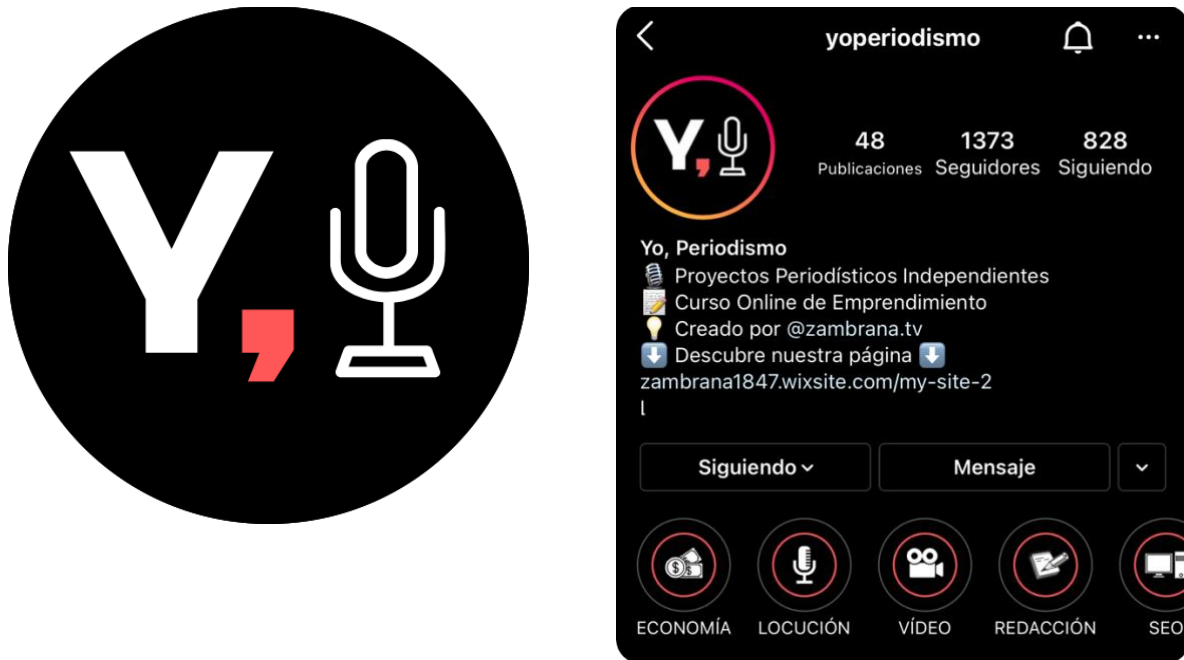 Y,
yoperiodismo
Y,
48 1373 828
Publicaciones Seguidores Siguiendo
Yo, Periodismo
Proyectos Periodísticos Independientes
Curso Online de Emprendimiento
Creado por @zambrana.tv
Descubre nuestra página
zambrana1847.wixsite.com/my-site-2
l
Siguiendo Mensaje
ECONOMÍA LOCUCIÓN VÍDEO REDACCIÓN SEO